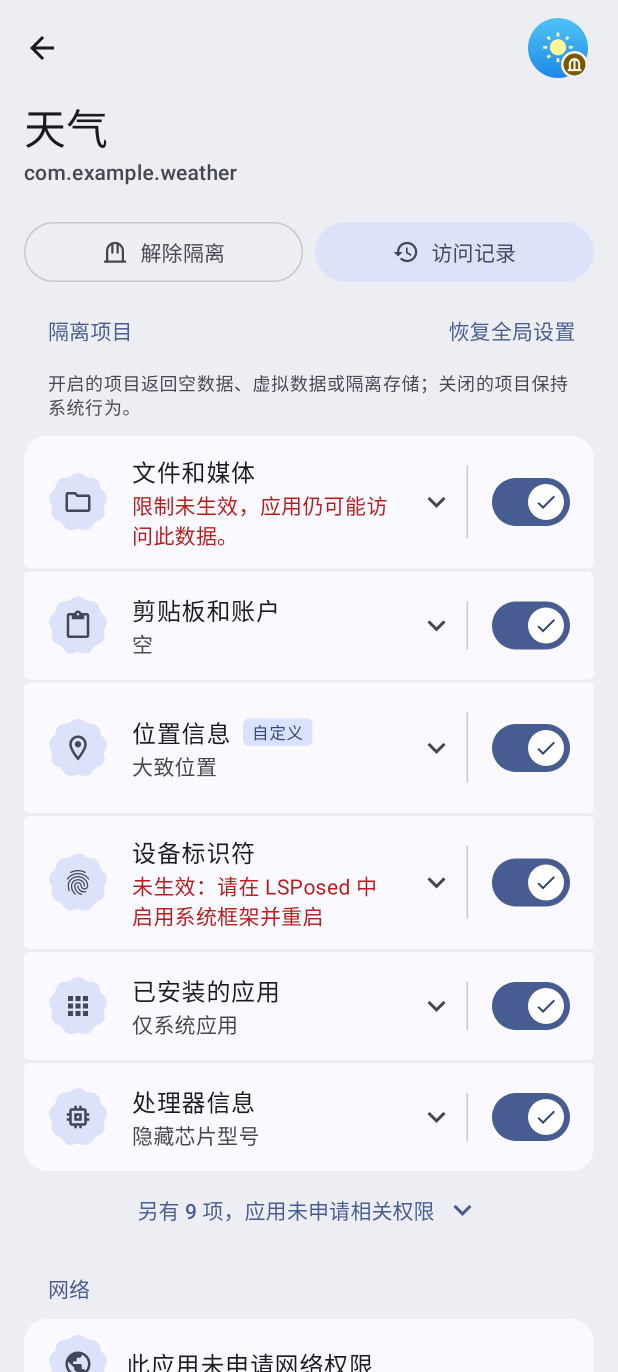 天气
com.example.weather
解除隔离
访问记录
隔离项目
恢复全局设置
开启的项目返回空数据、虚拟数据或隔离存储；关闭的项目保持
系统行为。
文件和媒体
限制未生效，应用仍可能访
问此数据。
剪贴板和账户
空
位置信息 自定义
大致位置
设备标识符
未生效：请在 LSPosed 中
启用系统框架并重启
已安装的应用
仅系统应用
处理器信息
隐藏芯片型号
另有 9 项，应用未申请相关权限
网络
此应用未申请网络权限